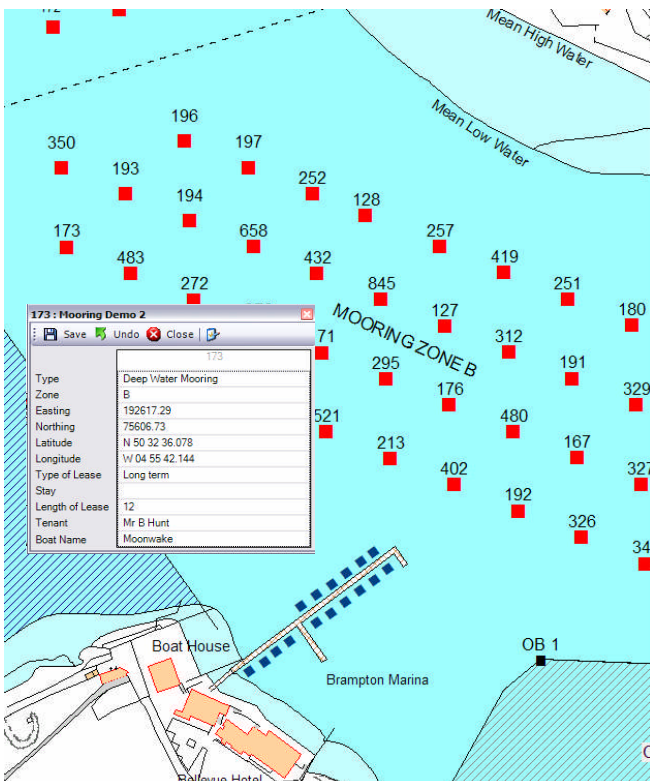 172
Mean High Water
Mean Low Water
196
350
197
193
252
194
128
173
658
257
483
432
419
272
845
251
MOORING ZONE B
127
180
71
312
295
191
176
329
521
480
213
167
402
327
192
326
34
173 : Mooring Demo 2
Save Undo Close
173
Type Deep Water Mooring
Zone B
Easting 192617.29
Northing 75606.73
Latitude N 50 32 36.078
Longitude W 04 55 42.144
Type of Lease Long term
Stay
Length of Lease 12
Tenant Mr B Hunt
Boat Name Moonwake
Boat House
OB 1
Brampton Marina
Bellevue Hotel